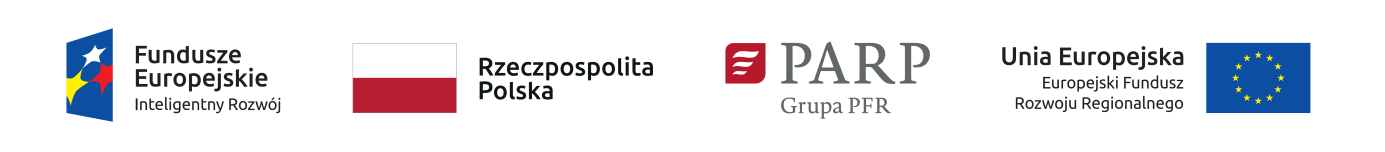 Fundusze
Europejskie
Inteligentny Rozwój
Rzeczpospolita
Polska
PARP
Grupa PFR
Unia Europejska
Europejski Fundusz
Rozwoju Regionalnego